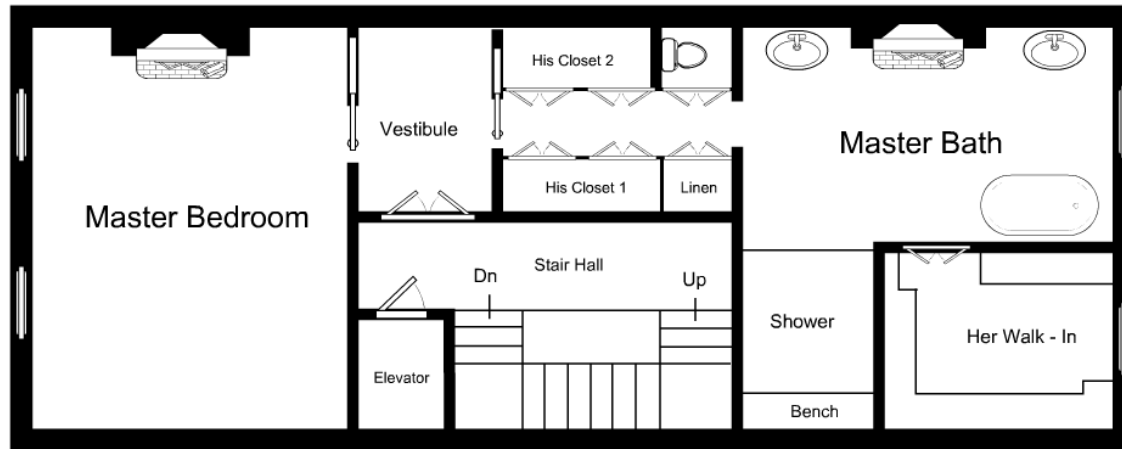 His Closet 2
Vestibule
Master Bath
His Closet 1
Linen
Master Bedroom
Stair Hall
Dn
Up
Shower
Her Walk - In
Elevator
Bench